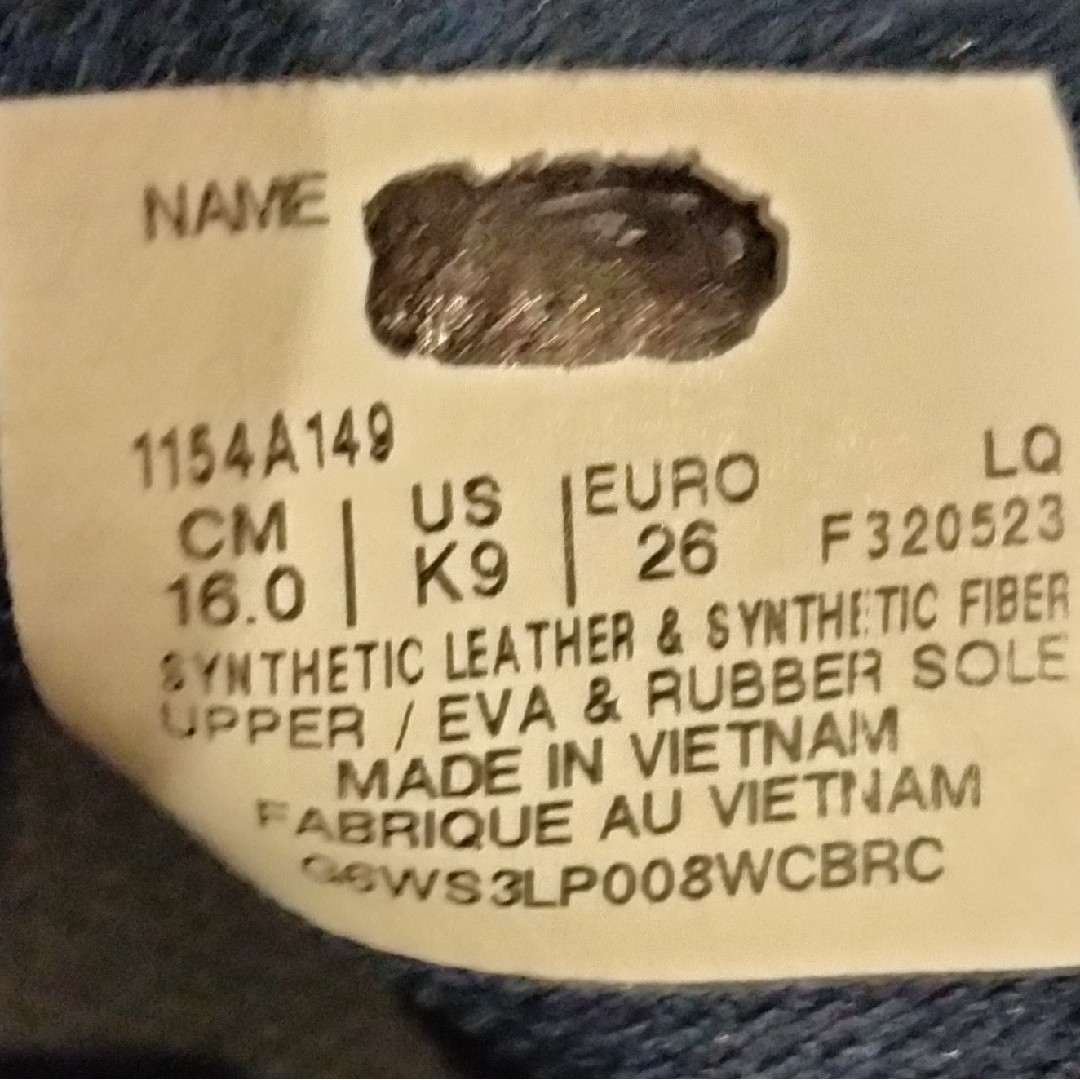 NAME
1154A149
LQ
CM | US | EURO
16.0 | K9 | 26 F320523
SYNTHETIC LEATHER & SYNTHETIC FIBER
UPPER / EVA & RUBBER SOLE
MADE IN VIETNAM
FABRIQUE AU VIETNAM
G6WS3LP008WCBRC